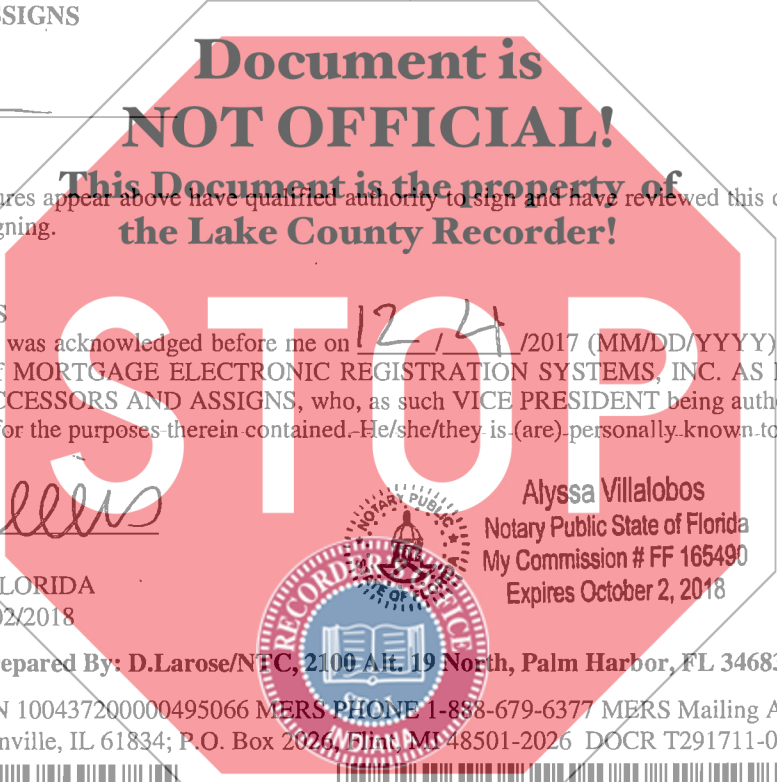 SSIGNS
Document is
NOT OFFICIAL!
This Document is the property of
ures appear above have qualified authority to sign and have reviewed this d
gning.
the Lake County Recorder!
S
was acknowledged before me on 12 / 4 /2017 (MM/DD/YYYY)
f MORTGAGE ELECTRONIC REGISTRATION SYSTEMS, INC. AS
CCESSORS AND ASSIGNS, who, as such VICE PRESIDENT being autho
for the purposes therein contained. He/she/they is (are) personally known to
STOP
Alyssa Villalobos
Notary Public State of Florida
My Commission # FF 165490
Expires October 2, 2018
NOTARY PUBLIC
STATE OF
RECORDER OFFICE
SEAL
INDIANA
LORIDA
02/2018
epared By: D.Larose/NTC, 2100 Alt. 19 North, Palm Harbor, FL 34683
N 100437200000495066 MERS PHONE 1-888-679-6377 MERS Mailing A
nville, IL 61834; P.O. Box 2026, Flint, MI 48501-2026 DOCR T291711-0